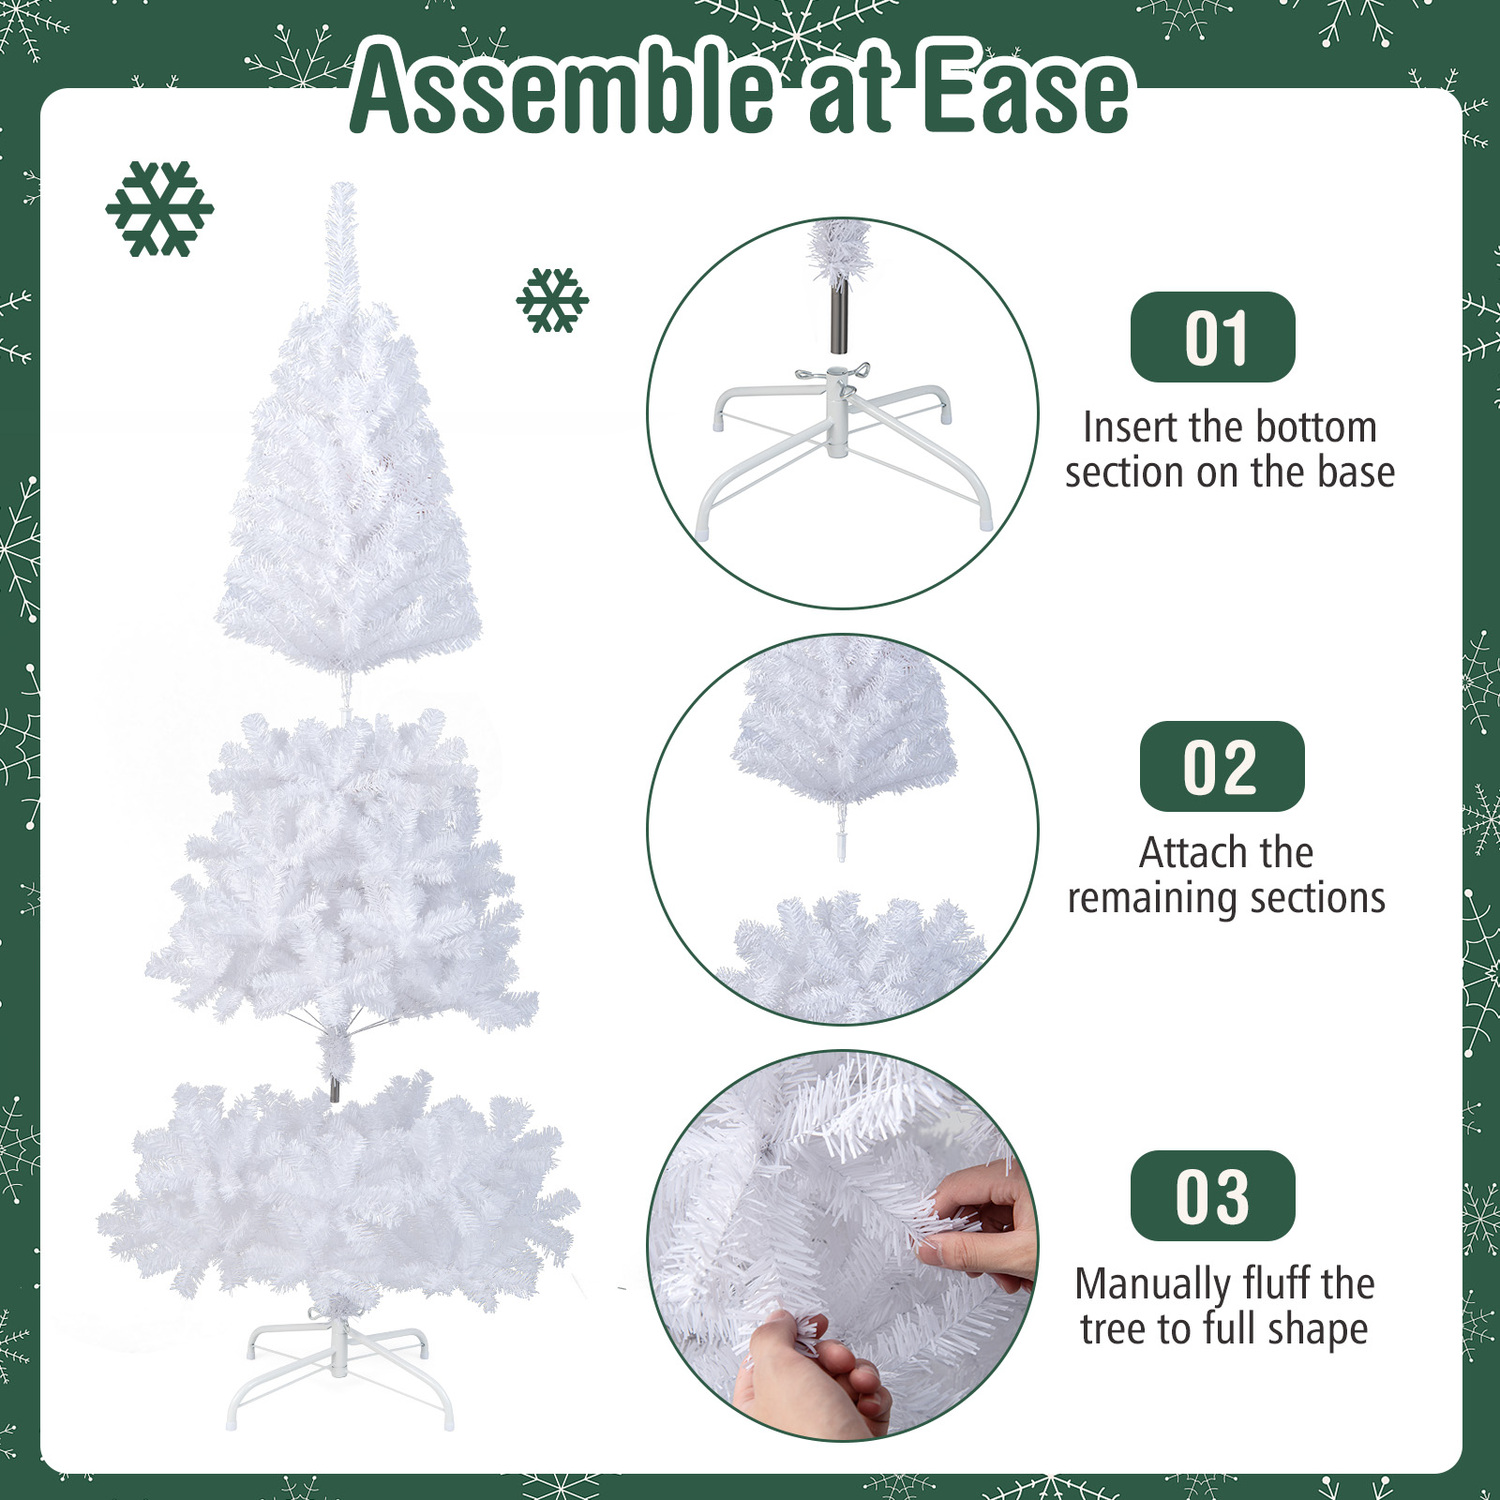 Assemble at Ease
01
Insert the bottom
section on the base
02
Attach the
remaining sections
03
Manually fluff the
tree to full shape